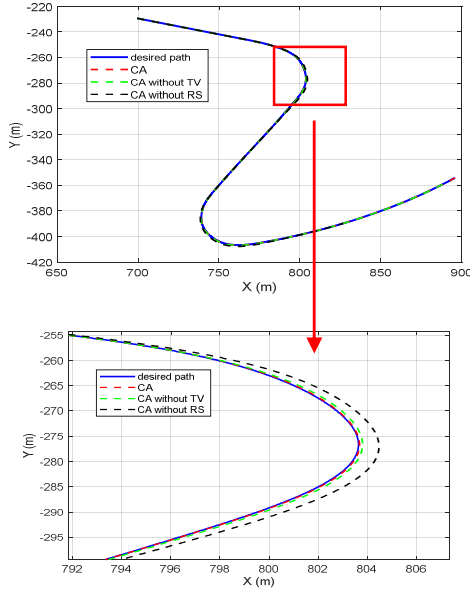 -220
-240
-260
-280
-300
-320
-340
-360
-380
-400
-420
Y (m)
desired path
CA
CA without TV
CA without RS
650
700
750
800
850
900
X (m)
-255
-260
-265
-270
-275
-280
-285
-290
-295
Y (m)
desired path
CA
CA without TV
CA without RS
792
794
796
798
800
802
804
806
X (m)